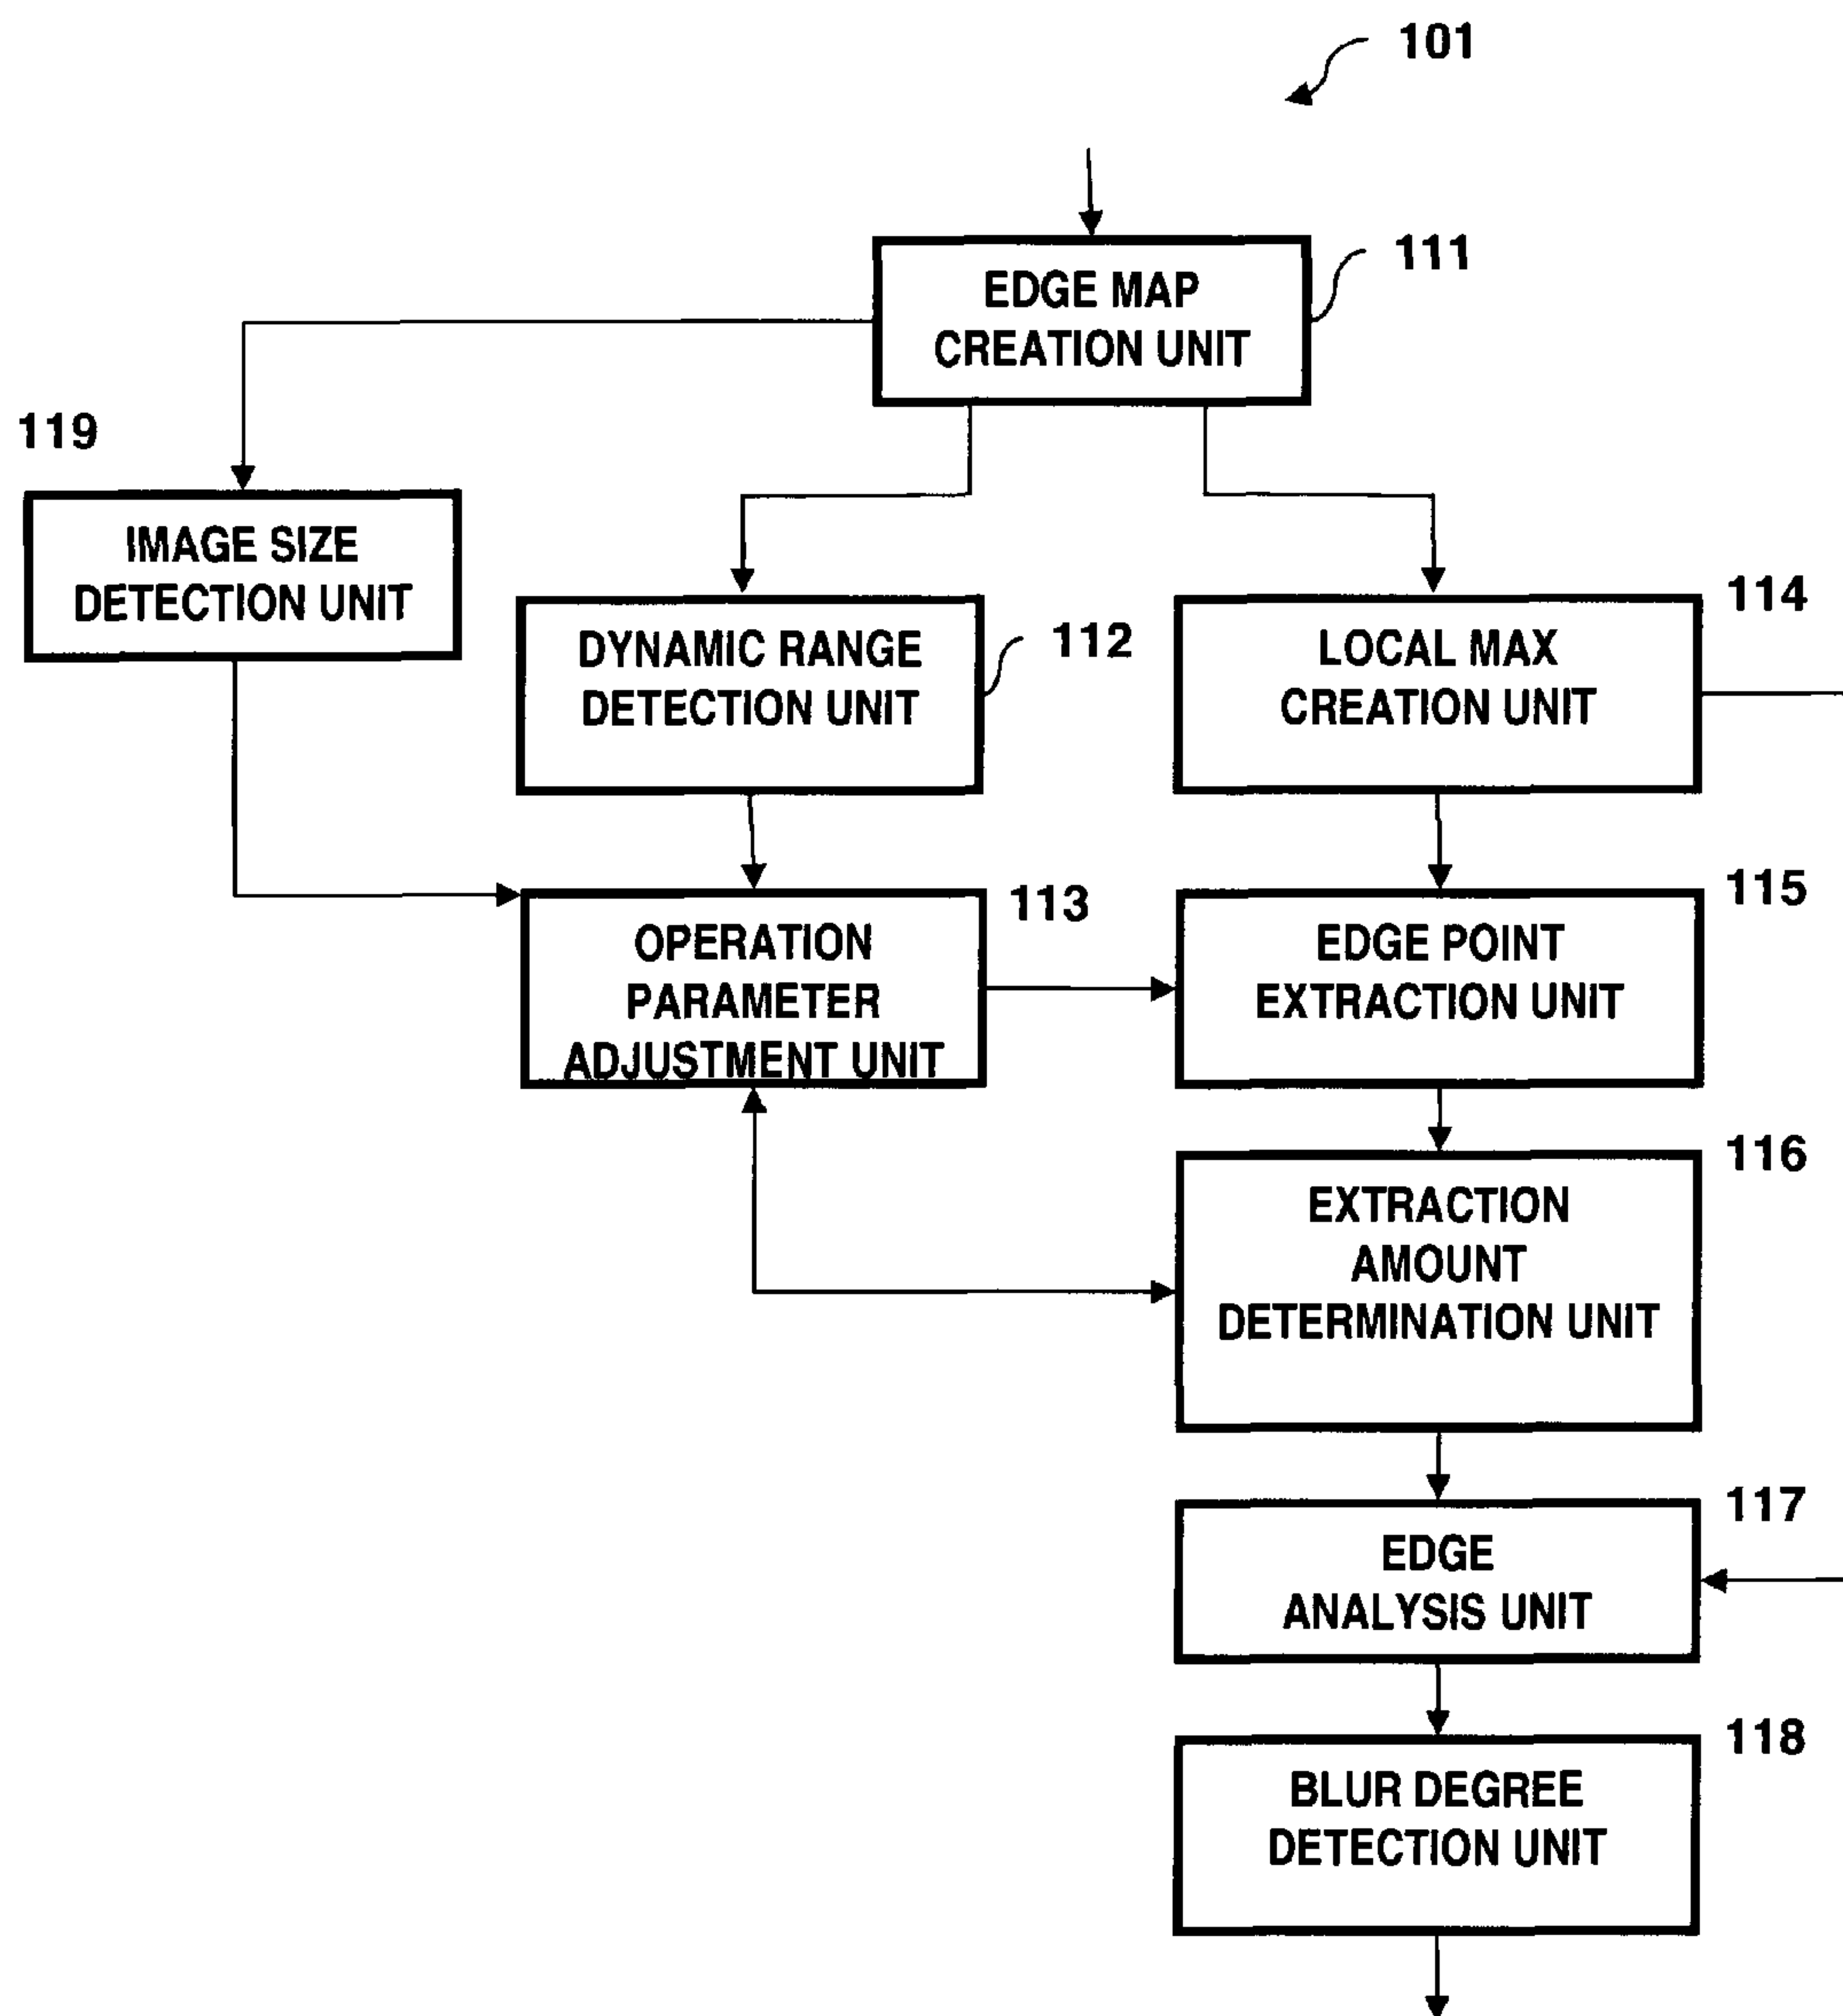 101
111
EDGE MAP
CREATION UNIT
119
IMAGE SIZE
DETECTION UNIT
112
DYNAMIC RANGE
DETECTION UNIT
114
LOCAL MAX
CREATION UNIT
113
OPERATION
PARAMETER
ADJUSTMENT UNIT
115
EDGE POINT
EXTRACTION UNIT
116
EXTRACTION
AMOUNT
DETERMINATION UNIT
117
EDGE
ANALYSIS UNIT
118
BLUR DEGREE
DETECTION UNIT